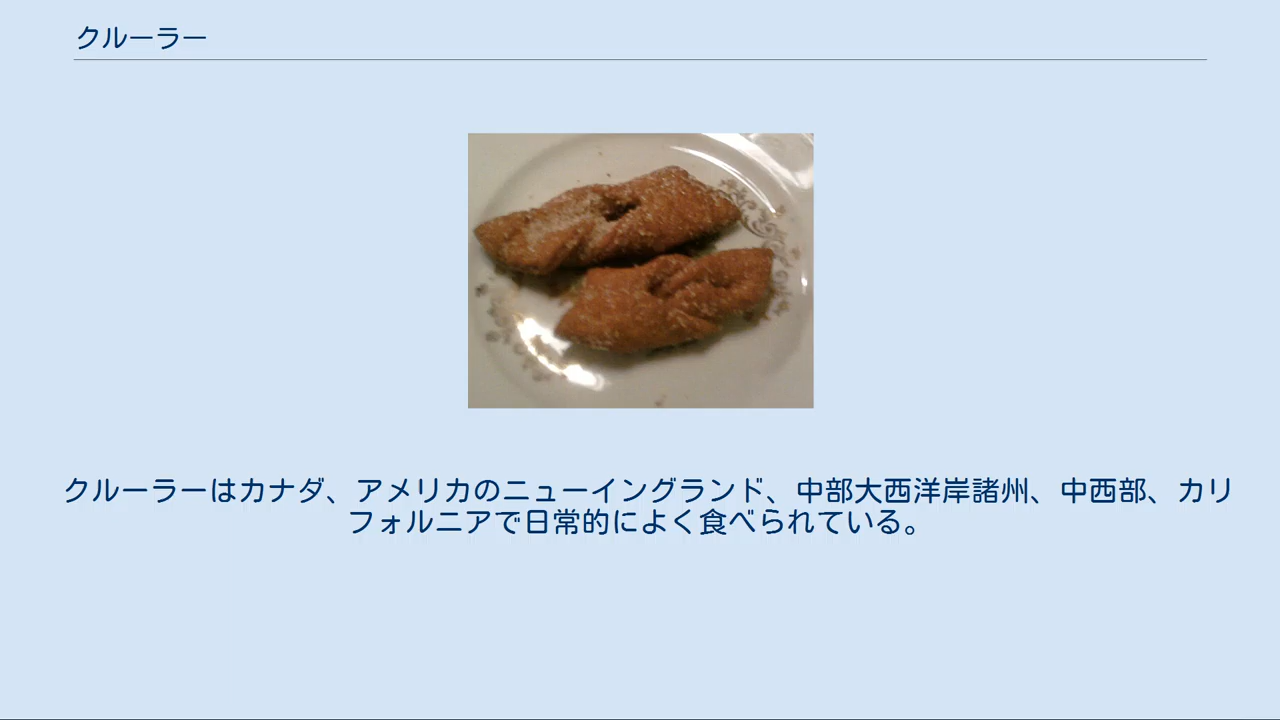 クルーラー
クルーラーはカナダ、アメリカのニューイングランド、中部大西洋岸諸州、中西部、カリ
フォルニアで日常的によく食べられている。